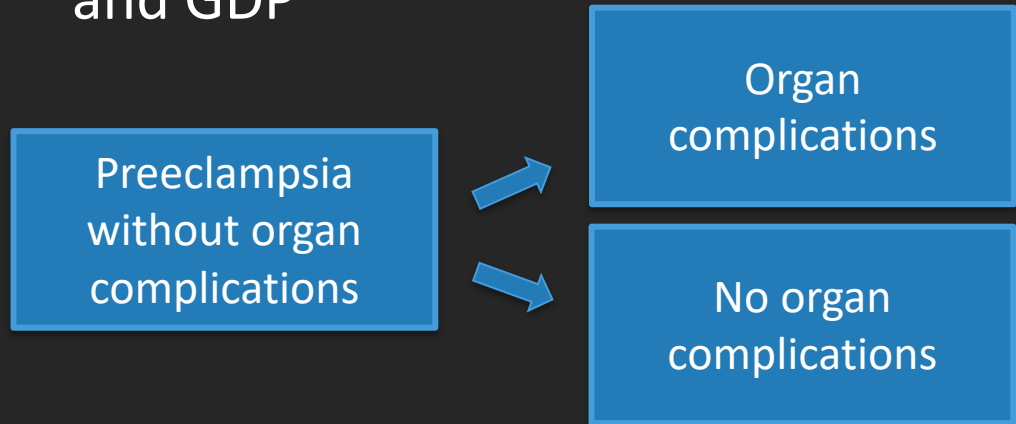 and GDP
Preeclampsia
without organ
complications
Organ
complications
No organ
complications